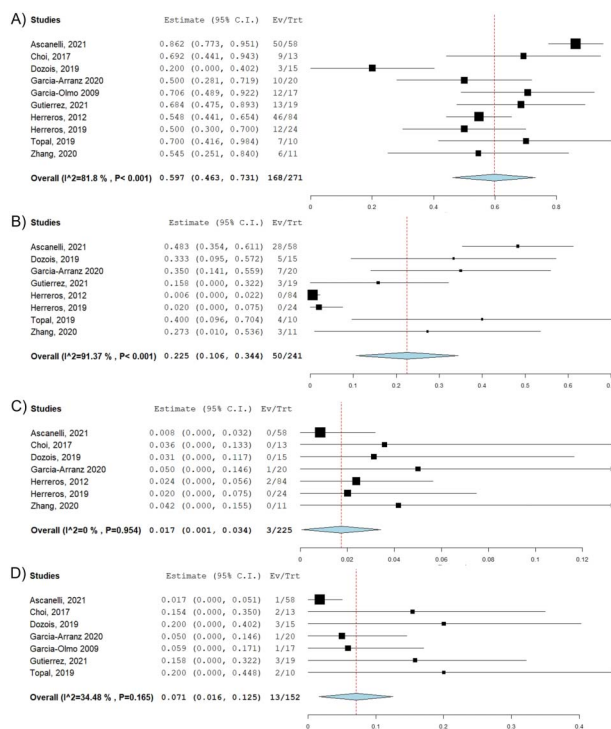 A)
Studies Estimate (95% C.I.) Ev/Trt
Ascanelli, 2021 0.862 (0.773, 0.951) 50/58
Choi, 2017 0.692 (0.441, 0.943) 9/13
Dozois, 2019 0.200 (0.000, 0.402) 3/15
Garcia-Arranz 2020 0.500 (0.281, 0.719) 10/20
Garcia-Olmo 2009 0.706 (0.489, 0.922) 12/17
Gutierrez, 2021 0.684 (0.475, 0.893) 13/19
Herreros, 2012 0.548 (0.441, 0.654) 46/84
Herreros, 2019 0.500 (0.300, 0.700) 12/24
Topal, 2019 0.700 (0.416, 0.984) 7/10
Zhang, 2020 0.545 (0.251, 0.840) 6/11
Overall (I^2=81.8 % , P< 0.001) 0.597 (0.463, 0.731) 168/271
0 0.2 0.4 0.6 0.8
B)
Studies Estimate (95% C.I.) Ev/Trt
Ascanelli, 2021 0.483 (0.354, 0.611) 28/58
Dozois, 2019 0.333 (0.095, 0.572) 5/15
Garcia-Arranz 2020 0.350 (0.141, 0.559) 7/20
Gutierrez, 2021 0.158 (0.000, 0.322) 3/19
Herreros, 2012 0.006 (0.000, 0.022) 0/84
Herreros, 2019 0.020 (0.000, 0.075) 0/24
Topal, 2019 0.400 (0.096, 0.704) 4/10
Zhang, 2020 0.273 (0.010, 0.536) 3/11
Overall (I^2=91.37 % , P< 0.001) 0.225 (0.106, 0.344) 50/241
0 0.1 0.2 0.3 0.4 0.5 0.6
C)
Studies Estimate (95% C.I.) Ev/Trt
Ascanelli, 2021 0.008 (0.000, 0.032) 0/58
Choi, 2017 0.036 (0.000, 0.133) 0/13
Dozois, 2019 0.031 (0.000, 0.117) 0/15
Garcia-Arranz 2020 0.050 (0.000, 0.146) 1/20
Herreros, 2012 0.024 (0.000, 0.056) 2/84
Herreros, 2019 0.020 (0.000, 0.075) 0/24
Zhang, 2020 0.042 (0.000, 0.155) 0/11
Overall (I^2=0 % , P=0.954) 0.017 (0.001, 0.034) 3/225
0.02 0.04 0.06 0.08 0.1 0.12
D)
Studies Estimate (95% C.I.) Ev/Trt
Ascanelli, 2021 0.017 (0.000, 0.051) 1/58
Choi, 2017 0.154 (0.000, 0.350) 2/13
Dozois, 2019 0.200 (0.000, 0.402) 3/15
Garcia-Arranz 2020 0.050 (0.000, 0.146) 1/20
Garcia-Olmo 2009 0.059 (0.000, 0.171) 1/17
Gutierrez, 2021 0.158 (0.000, 0.322) 3/19
Topal, 2019 0.200 (0.000, 0.448) 2/10
Overall (I^2=34.48 % , P=0.165) 0.071 (0.016, 0.125) 13/152
0 0.1 0.2 0.3 0.4